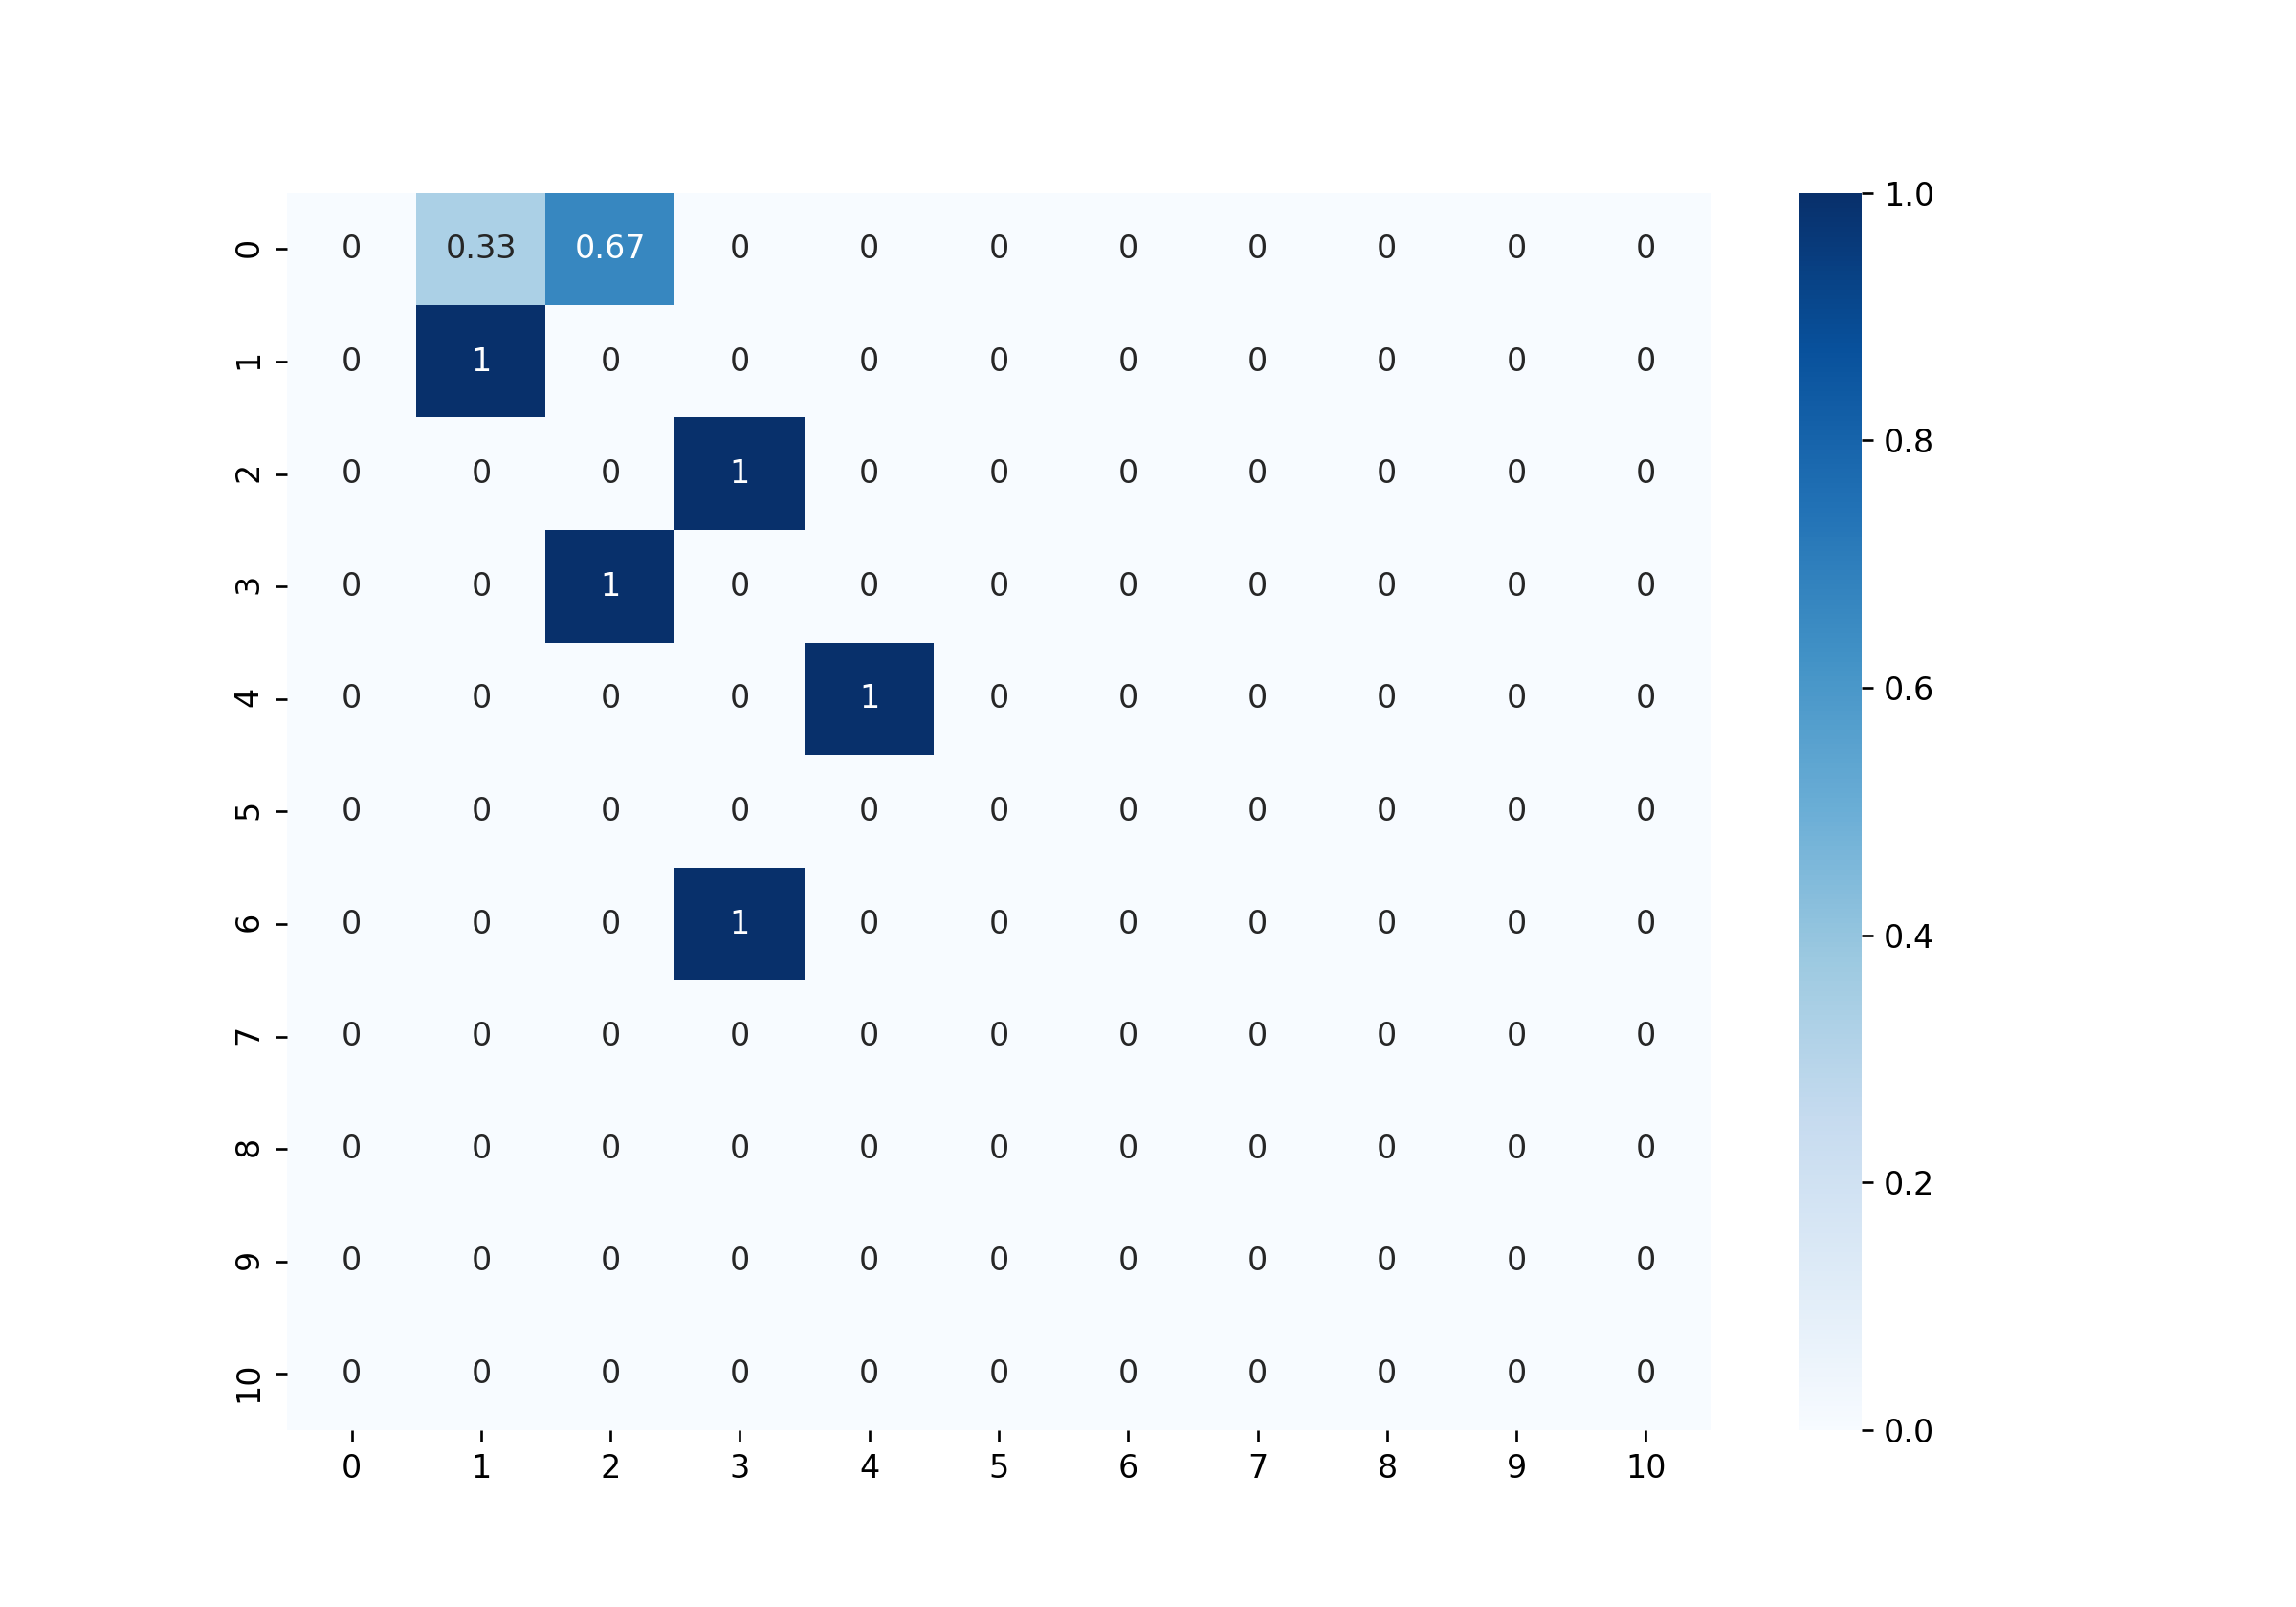 0 0 0.33 0.67 0 0 0 0 0 0 0 0
1 0 1 0 0 0 0 0 0 0 0 0
2 0 0 0 1 0 0 0 0 0 0 0
3 0 0 1 0 0 0 0 0 0 0 0
4 0 0 0 0 1 0 0 0 0 0 0
5 0 0 0 0 0 0 0 0 0 0 0
6 0 0 0 1 0 0 0 0 0 0 0
7 0 0 0 0 0 0 0 0 0 0 0
8 0 0 0 0 0 0 0 0 0 0 0
9 0 0 0 0 0 0 0 0 0 0 0
10 0 0 0 0 0 0 0 0 0 0 0
0 1 2 3 4 5 6 7 8 9 10
1.0
0.8
0.6
0.4
0.2
0.0